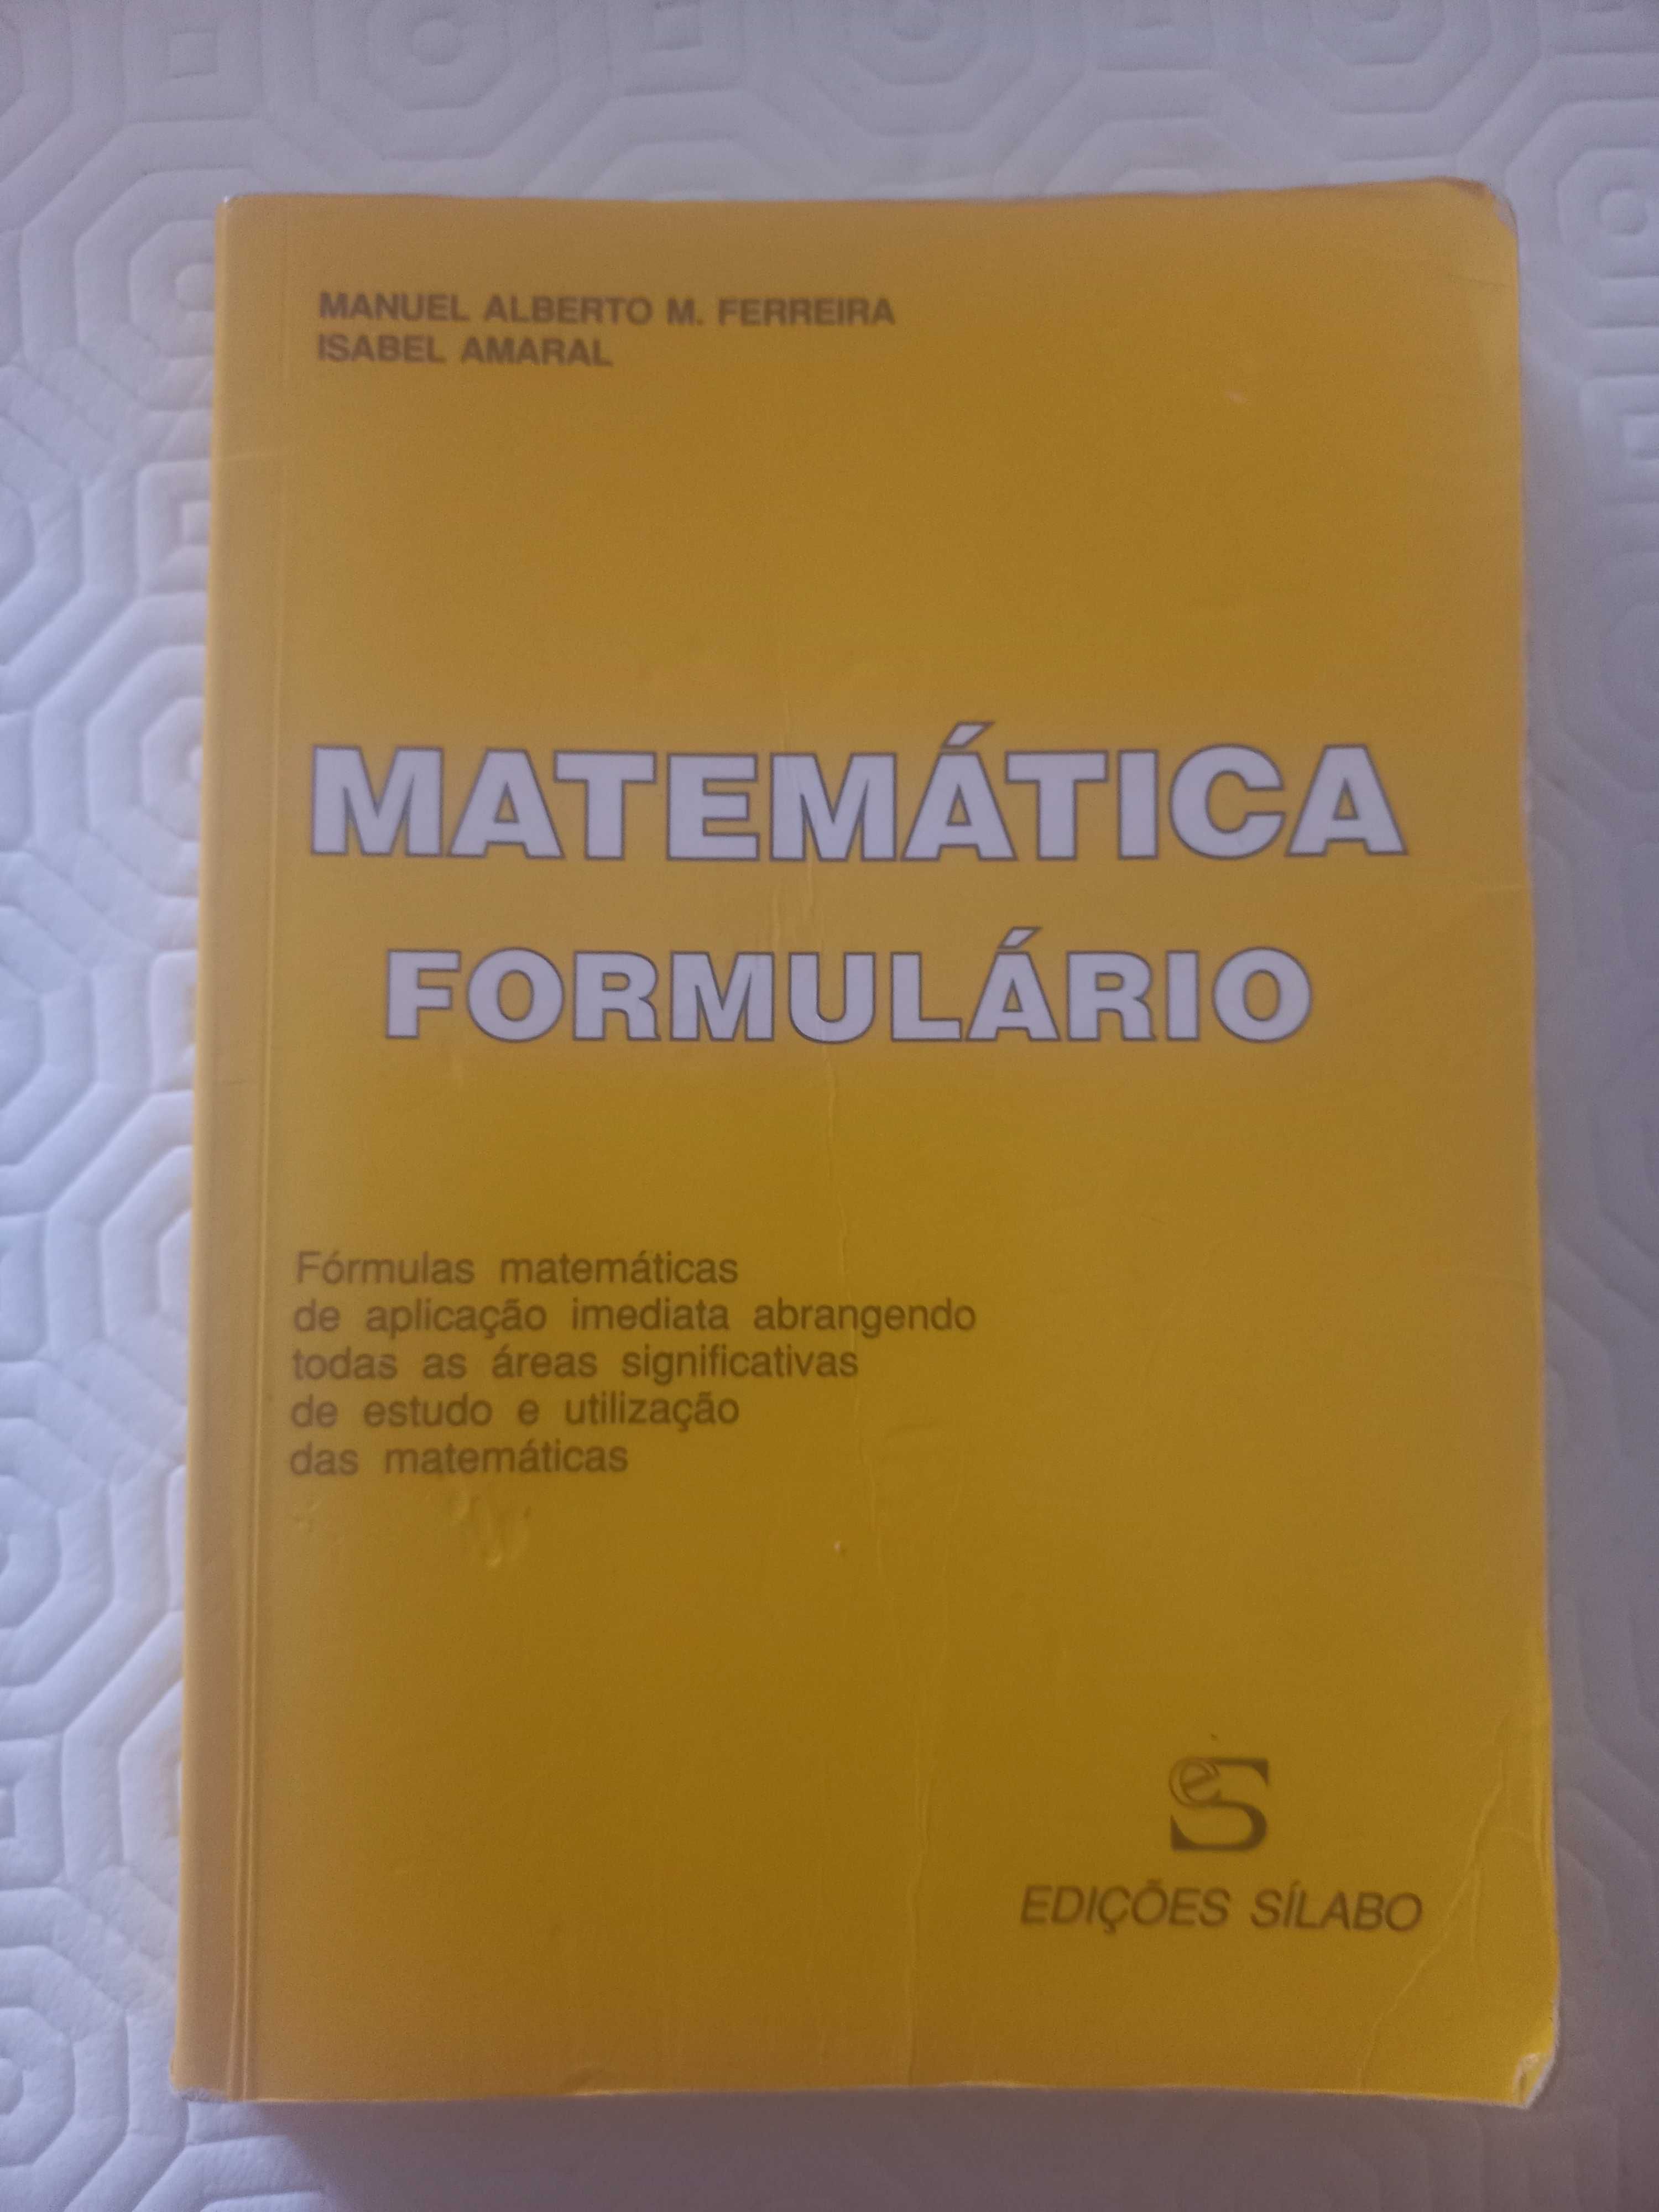 MANUEL ALBERTO M. FERREIRA
ISABEL AMARAL
MATEMÁTICA
FORMULÁRIO
Fórmulas matemáticas
de aplicação imediata abrangendo
todas as áreas significativas
de estudo e utilização
das matemáticas
eS
EDIÇÕES SÍLABO